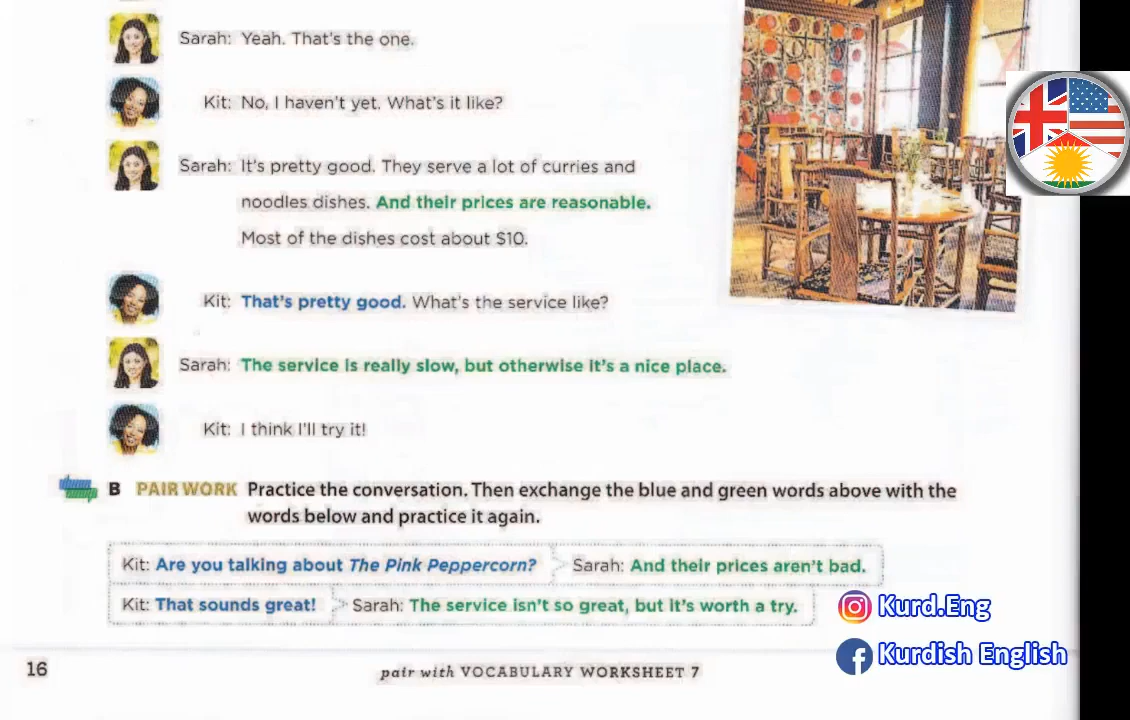 Sarah: Yeah. That's the one.
Kit: No, I haven't yet. What's it like?
Sarah: It's pretty good. They serve a lot of curries and
noodles dishes. And their prices are reasonable.
Most of the dishes cost about $10.
Kit: That's pretty good. What's the service like?
Sarah: The service is really slow, but otherwise it's a nice place.
Kit: I think I'll try it!
B PAIR WORK Practice the conversation. Then exchange the blue and green words above with the
words below and practice it again.
Kit: Are you talking about The Pink Peppercorn? Sarah: And their prices aren't bad.
Kit: That sounds great! Sarah: The service isn't so great, but it's worth a try.
Kurd.Eng
Kurdish English
16 pair with VOCABULARY WORKSHEET 7